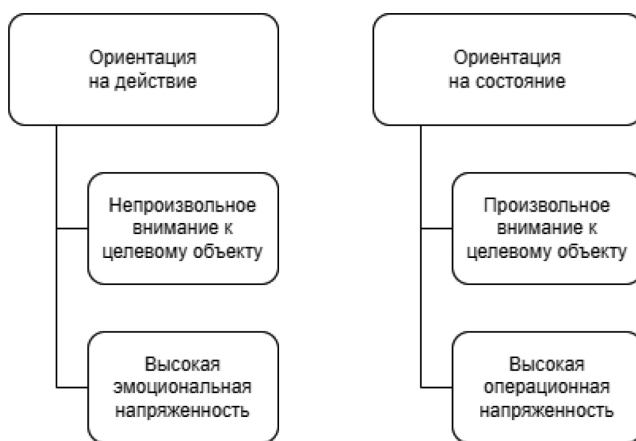 Ориентация
на действие
Непроизвольное
внимание к
целевому объекту
Высокая
эмоциональная
напряженность
Ориентация
на состояние
Произвольное
внимание к
целевому объекту
Высокая
операционная
напряженность